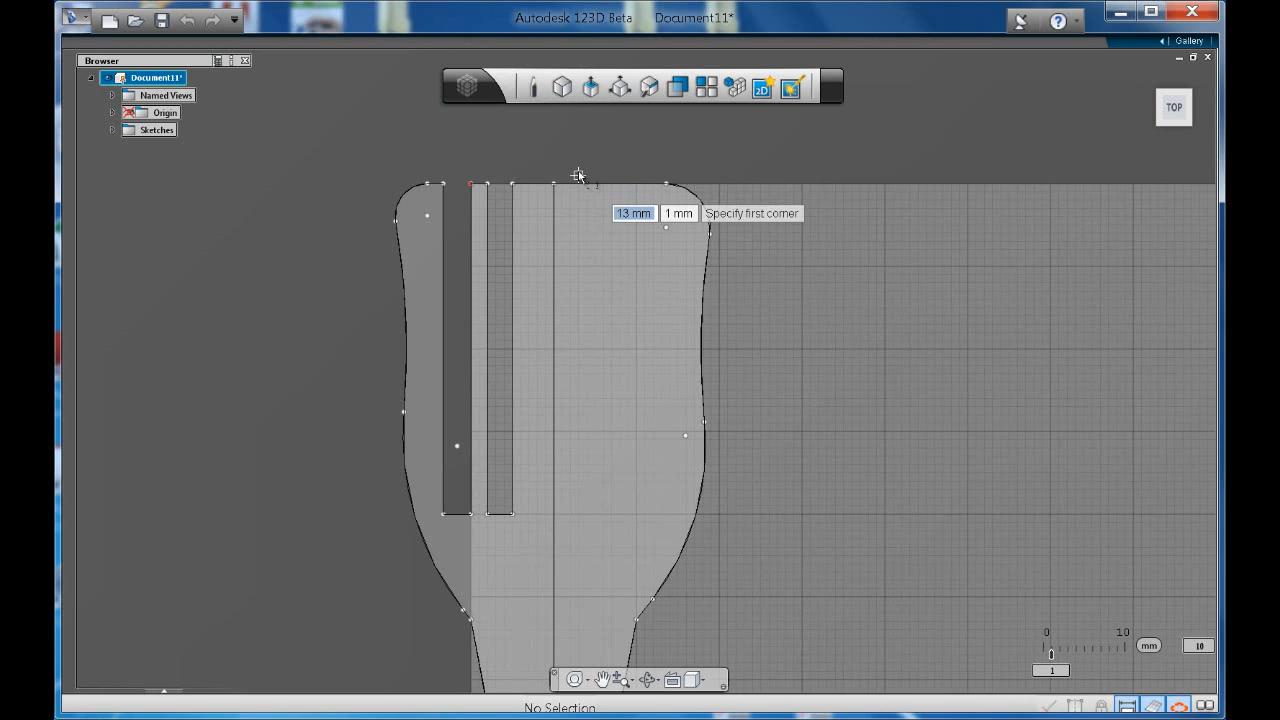 Autodesk 123D Beta Document11*
Gallery
Browser
Document11*
Named Views
Origin
Sketches
2D
TOP
13 mm 1 mm Specify first corner
0 10
mm 10
1
No Selection